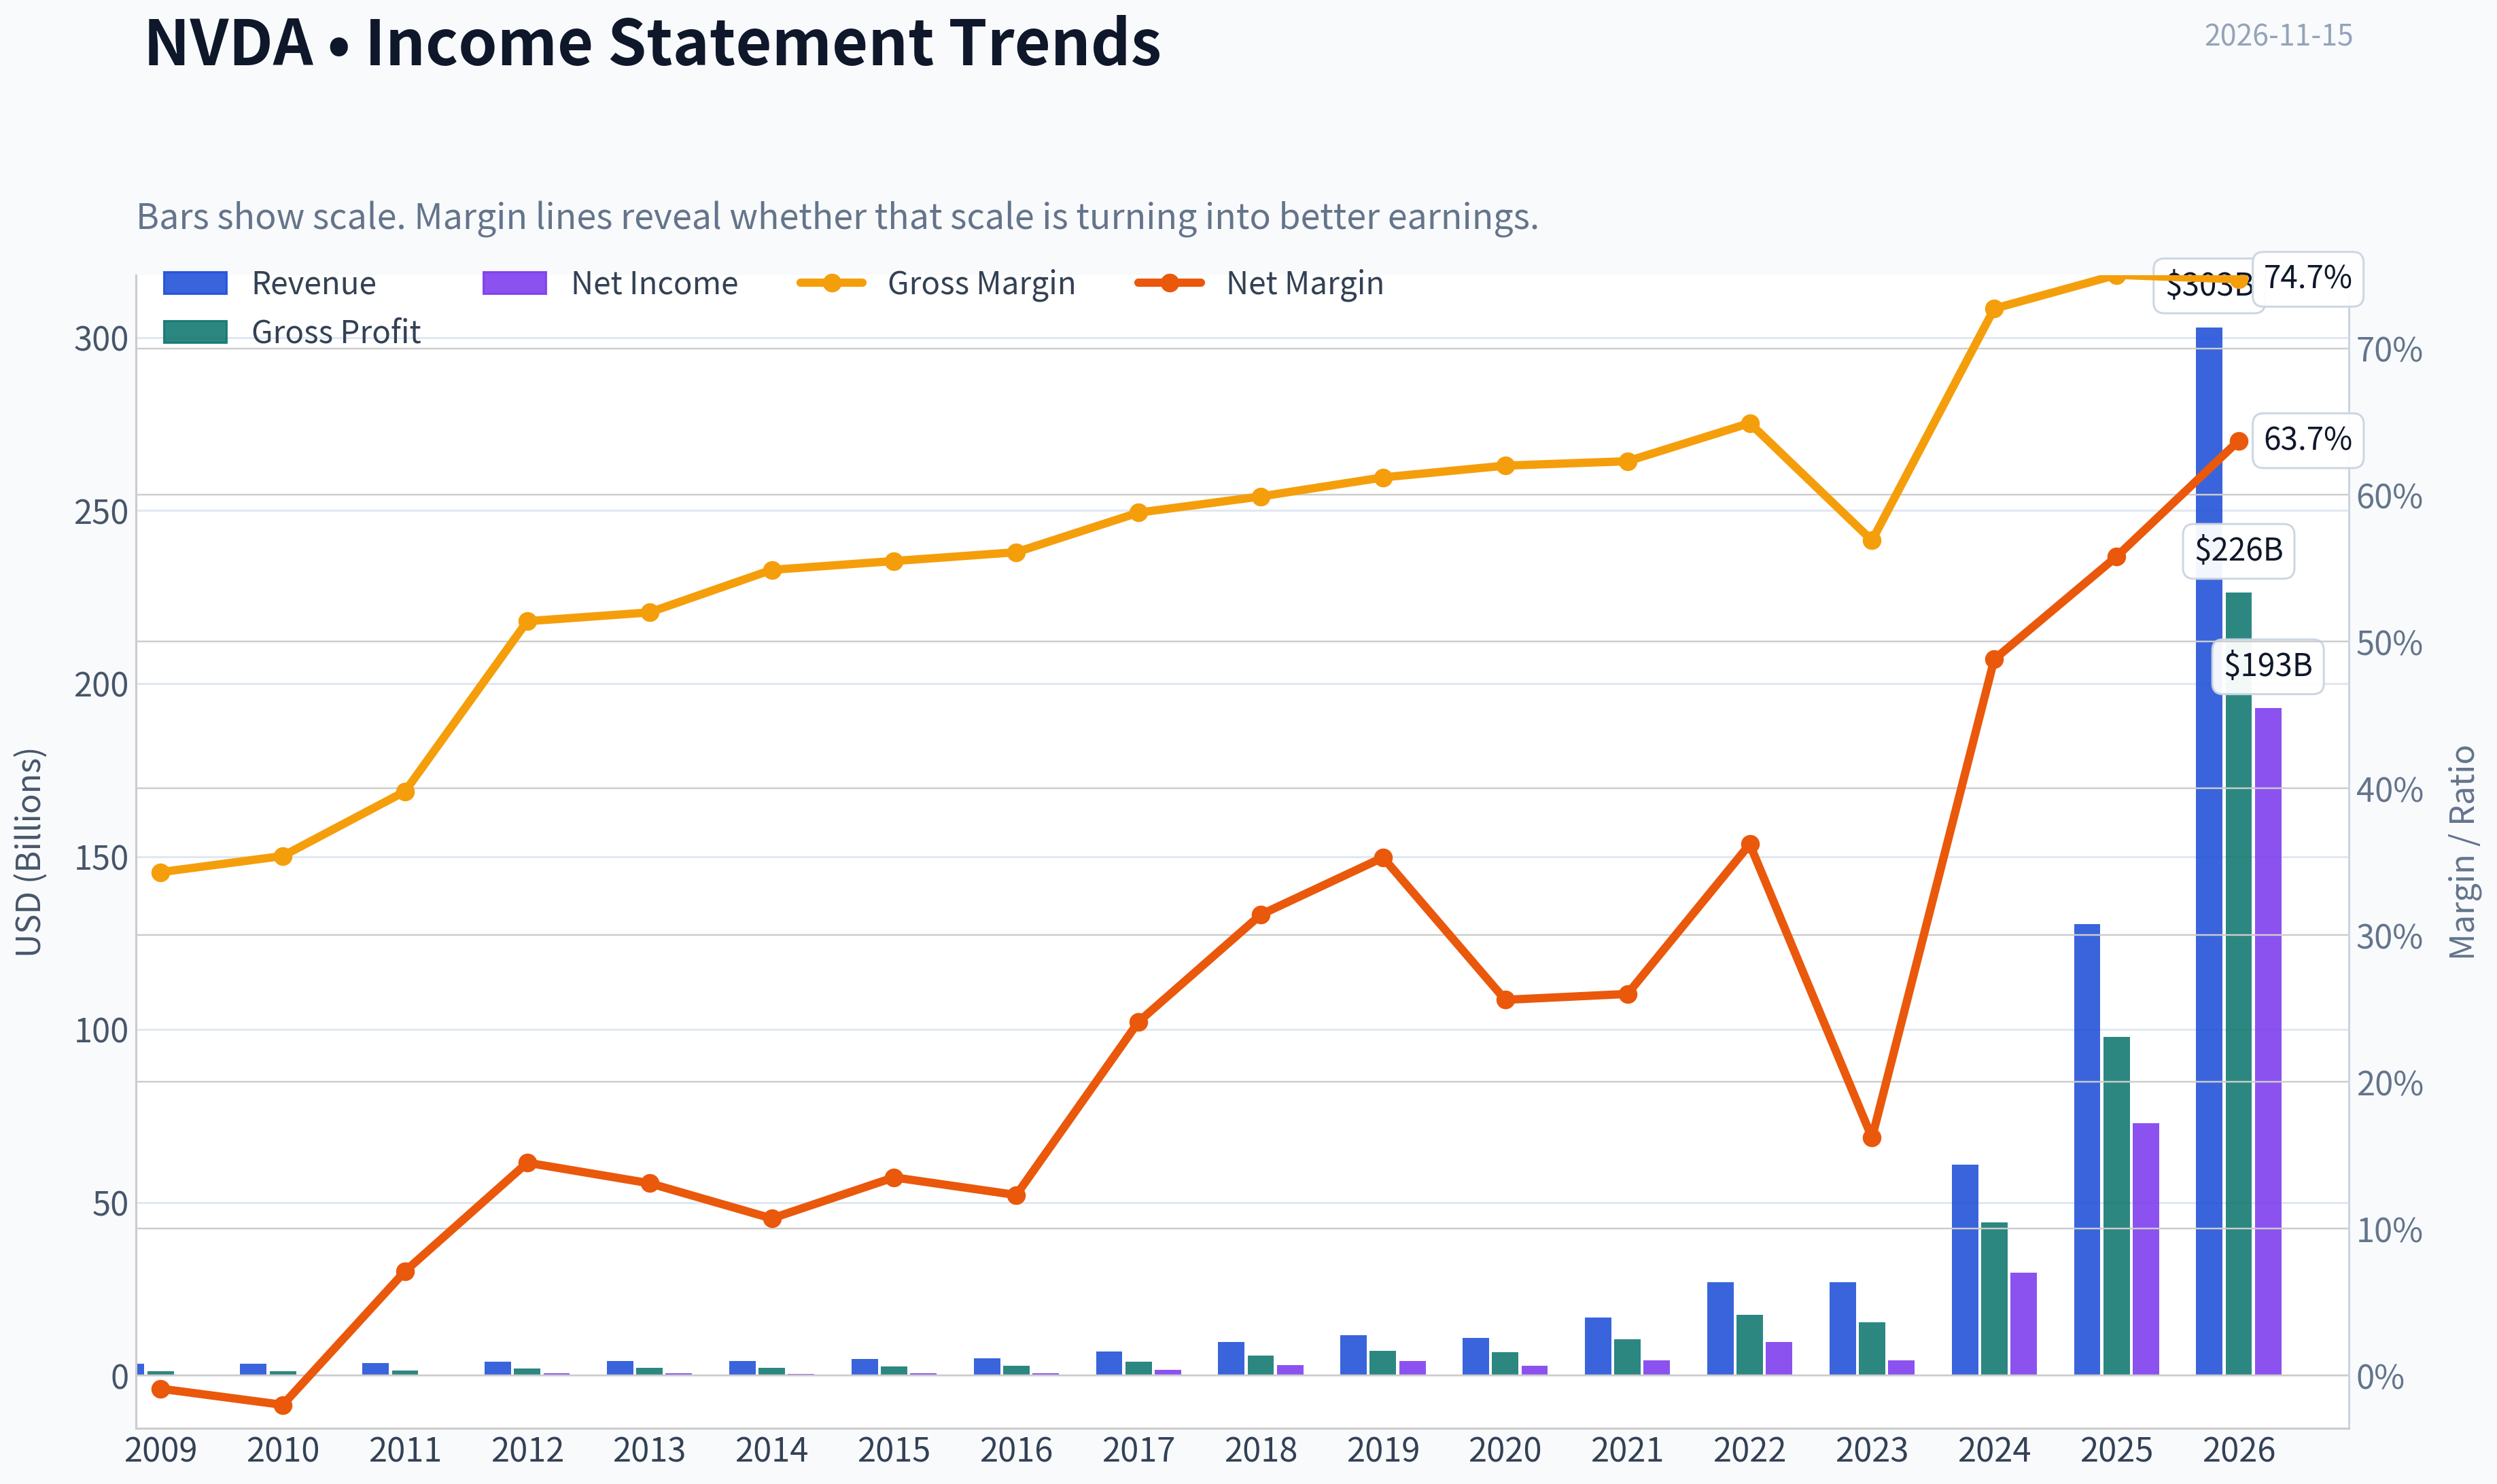 NVDA • Income Statement Trends
2026-11-15
Bars show scale. Margin lines reveal whether that scale is turning into better earnings.
Revenue
Net Income
Gross Margin
Net Margin
Gross Profit
$303B
74.7%
63.7%
$226B
$193B
300
250
200
150
100
50
0
USD (Billions)
70%
60%
50%
40%
30%
20%
10%
0%
Margin / Ratio
2009 2010 2011 2012 2013 2014 2015 2016 2017 2018 2019 2020 2021 2022 2023 2024 2025 2026